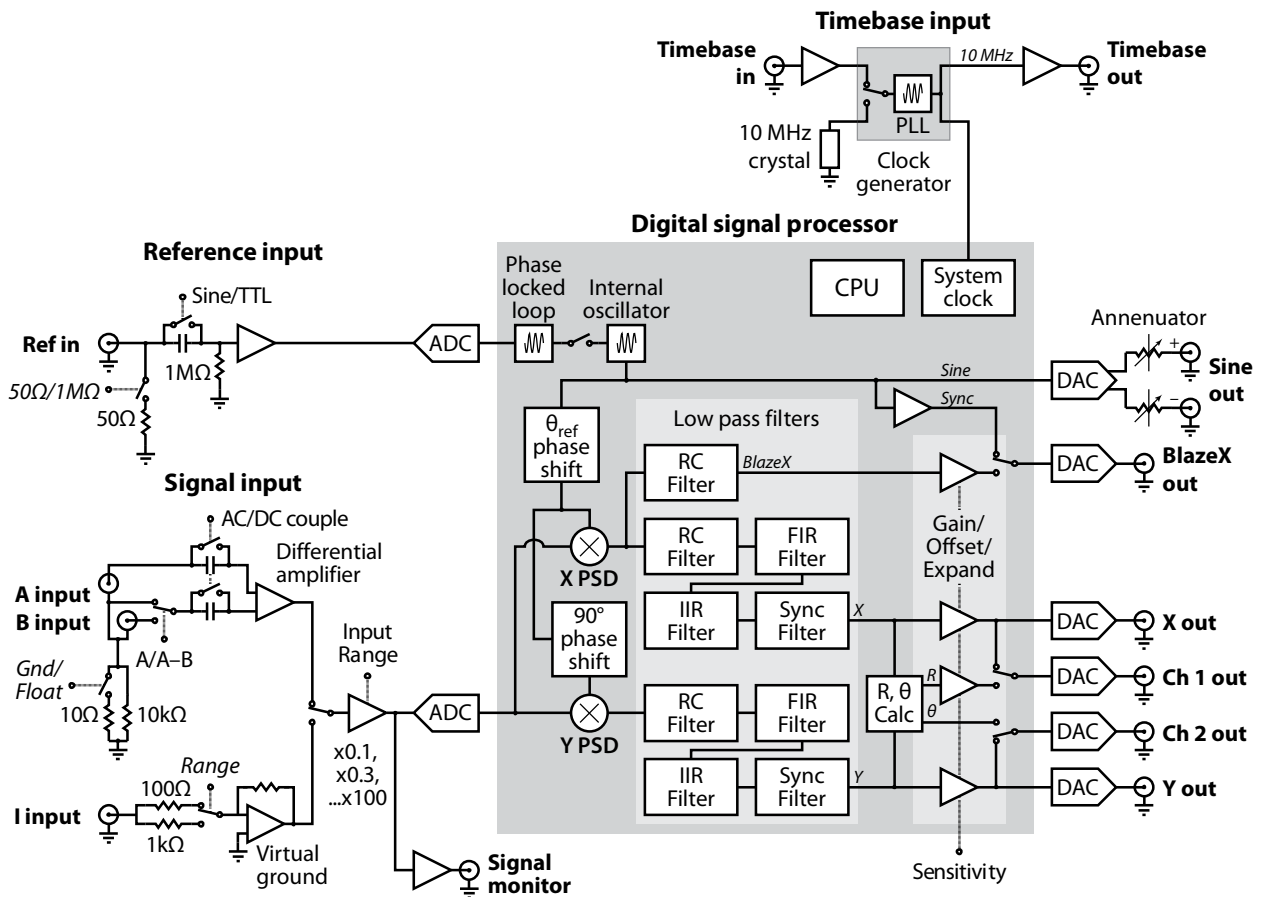 Timebase input
Timebase
in
10 MHz
Timebase
out
PLL
10 MHz
crystal
Clock
generator
Digital signal processor
Reference input
Phase
locked
loop
Internal
oscillator
CPU
System
clock
Sine/TTL
Ref in
ADC
1MΩ
50Ω/1MΩ
50Ω
Annenuator
Sine
DAC
+
−
Sine
out
Sync
θref
phase
shift
Low pass filters
RC
Filter
BlazeX
DAC
BlazeX
out
Signal input
AC/DC couple
Differential
amplifier
A input
B input
A/A–B
Gnd/
Float
10Ω
10kΩ
RC
Filter
FIR
Filter
X PSD
Gain/
Offset/
Expand
90°
phase
shift
IIR
Filter
Sync
Filter
X
DAC
X out
Input
Range
R
DAC
Ch 1 out
R, θ
Calc
ADC
RC
Filter
FIR
Filter
θ
DAC
Ch 2 out
Y PSD
x0.1,
x0.3,
...x100
IIR
Filter
Sync
Filter
Y
DAC
Y out
Range
100Ω
I input
1kΩ
Virtual
ground
Signal
monitor
Sensitivity